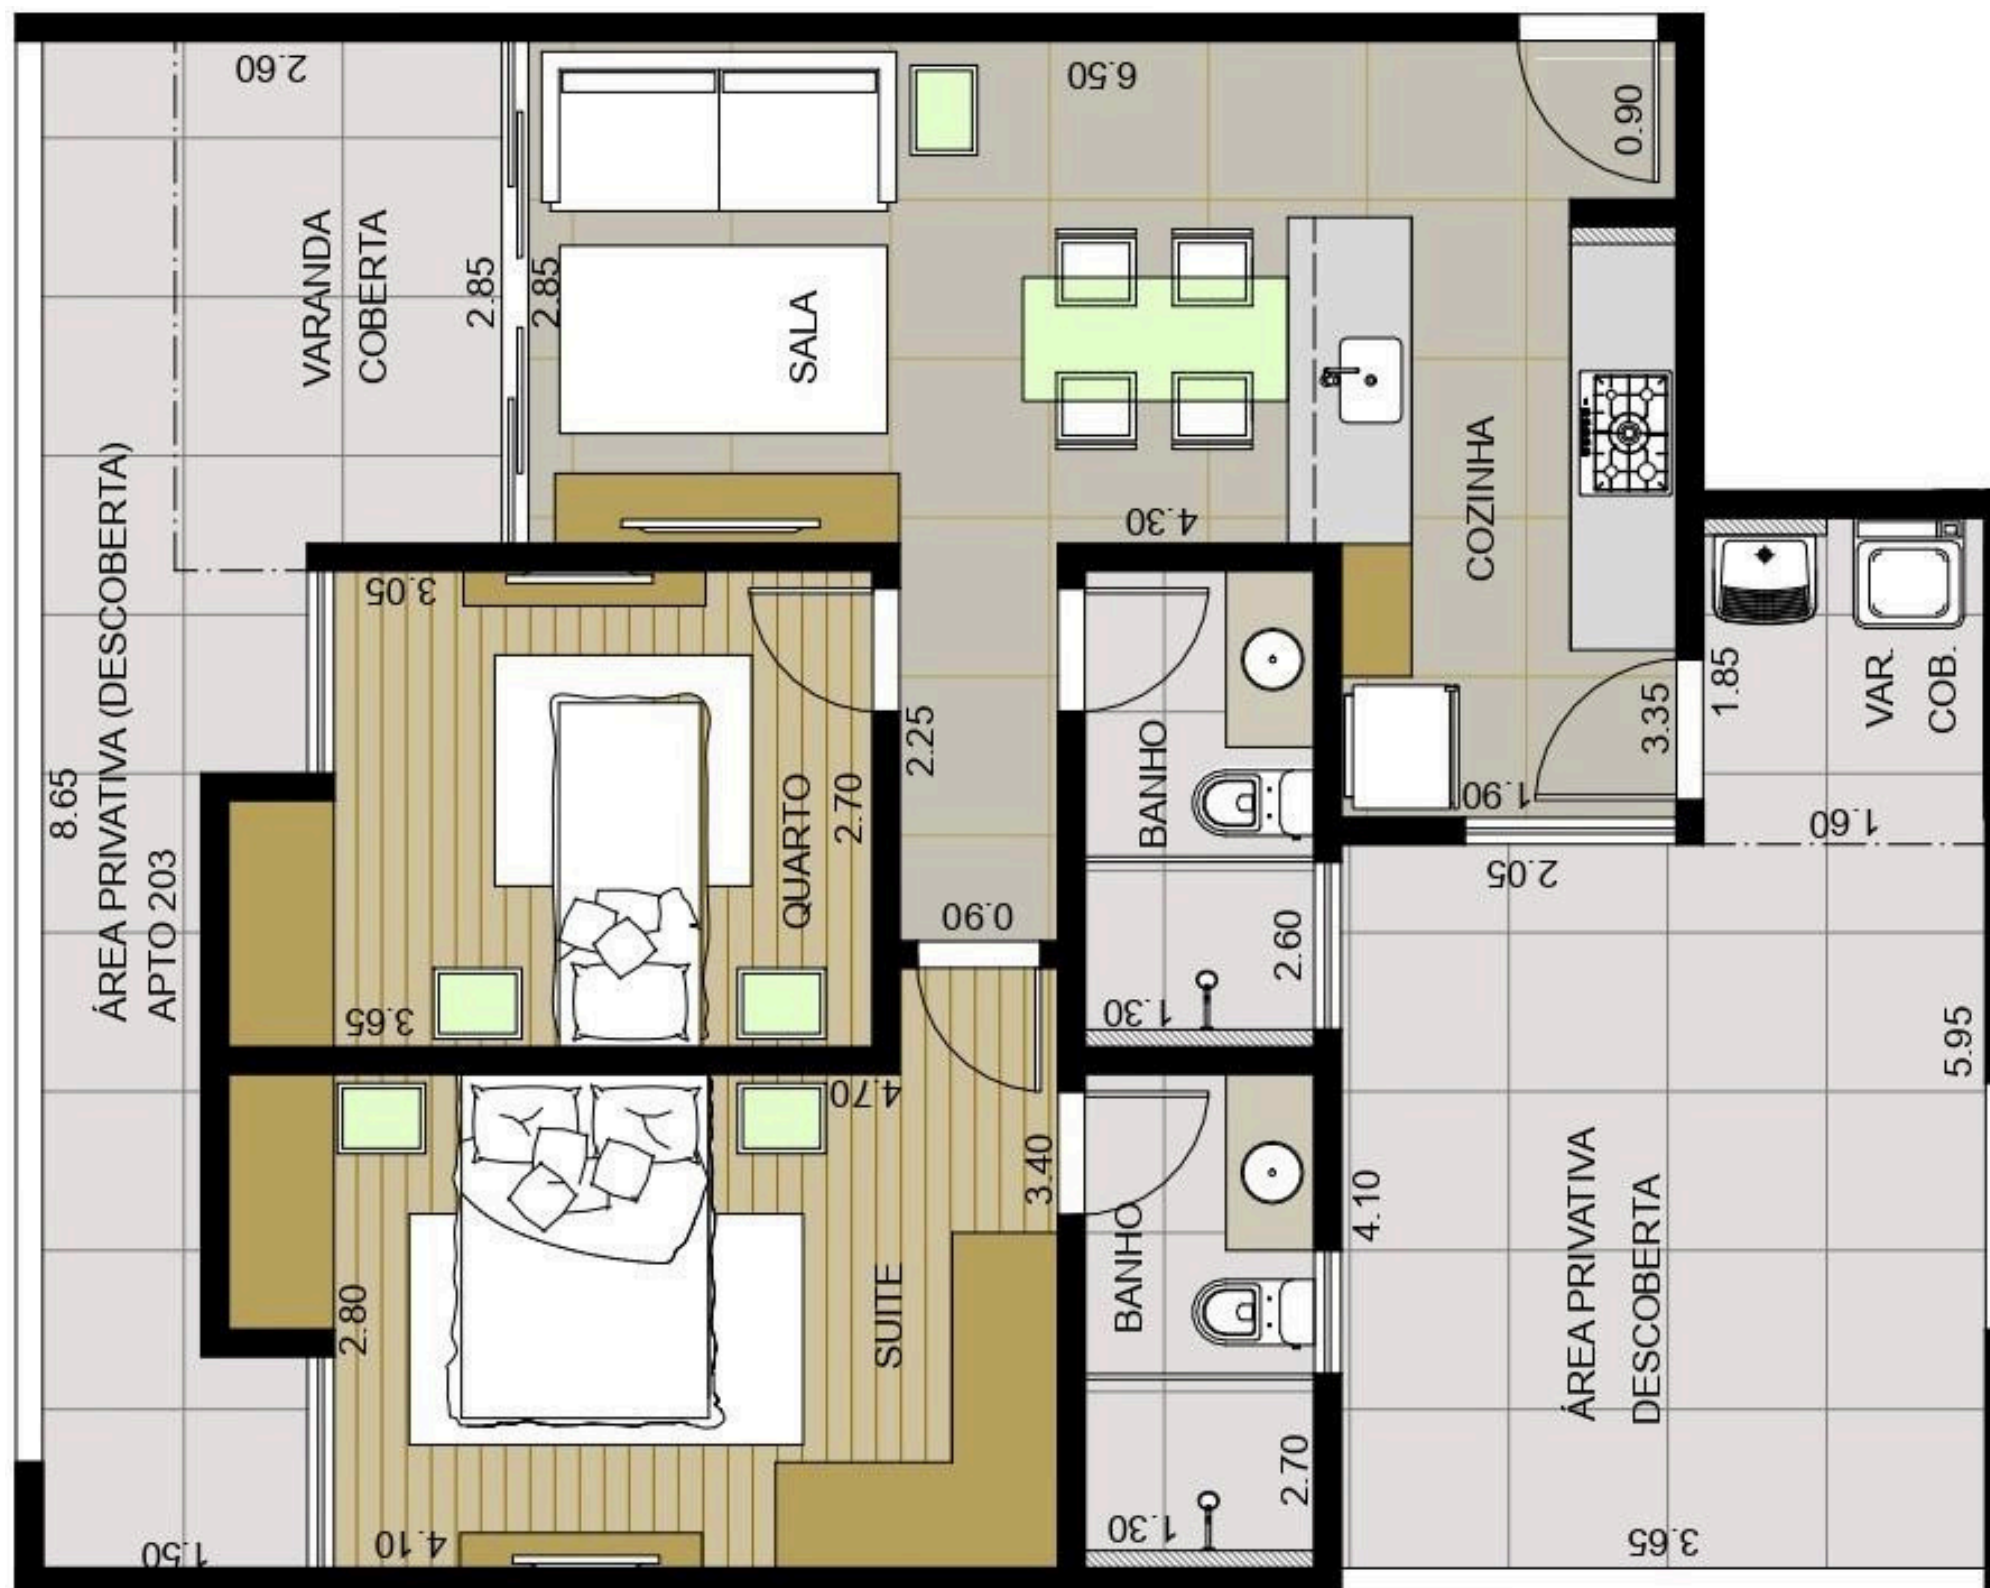 2.60
6.50
0.90
VARANDA
COBERTA
2.85
2.85
SALA
4.30
COZINHA
ÁREA PRIVATIVA (DESCOBERTA)
APTO 203
8.65
3.05
QUARTO
2.70
3.65
2.25
0.90
BANHO
2.60
1.30
3.35
1.90
1.85
VAR.
COB.
1.60
2.05
5.95
4.70
3.40
2.80
SUITE
4.10
1.50
BANHO
2.70
1.30
4.10
ÁREA PRIVATIVA
DESCOBERTA
3.65